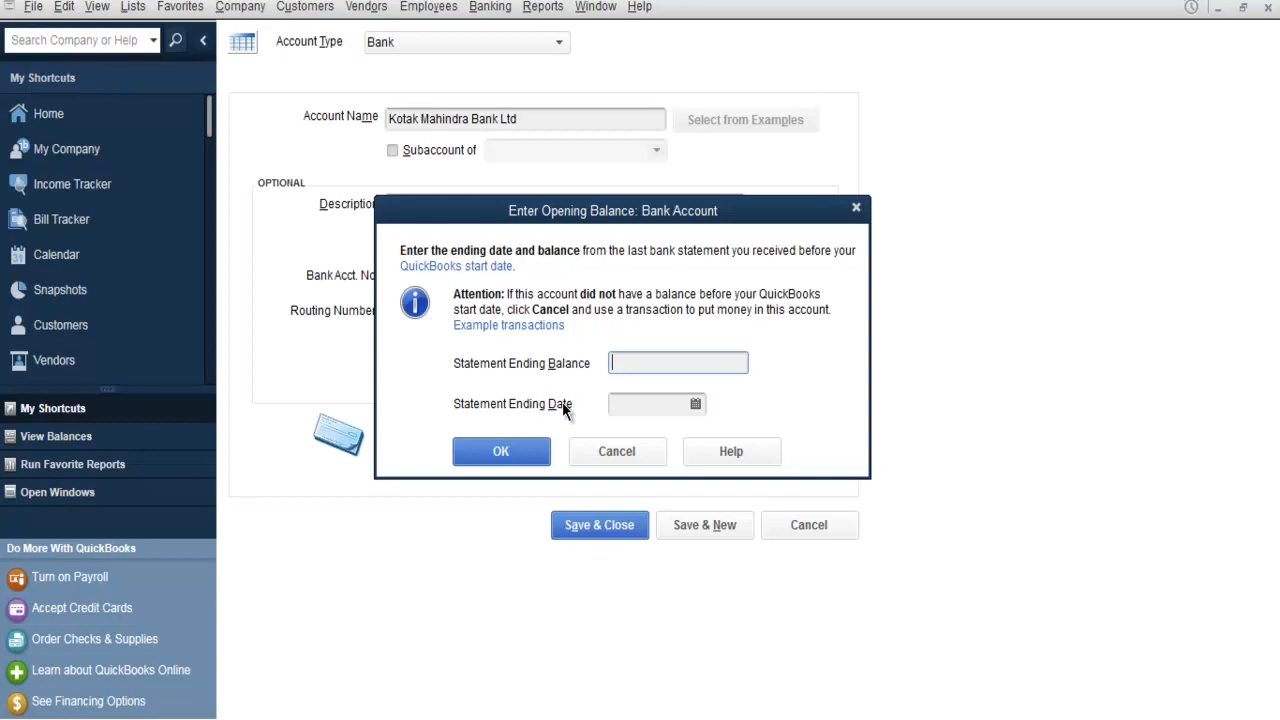 File Edit View Lists Favorites Company Customers Vendors Employees Banking Reports Window Help
Search Company or Help
My Shortcuts
Home
My Company
Income Tracker
Bill Tracker
Calendar
Snapshots
Customers
Vendors
My Shortcuts
View Balances
Run Favorite Reports
Open Windows
Do More With QuickBooks
Turn on Payroll
Accept Credit Cards
Order Checks & Supplies
Learn about QuickBooks Online
See Financing Options
Account Type Bank
Account Name Kotak Mahindra Bank Ltd Select from Examples
Subaccount of
OPTIONAL
Description
Bank Acct. No
Routing Number
Enter Opening Balance: Bank Account
Enter the ending date and balance from the last bank statement you received before your
QuickBooks start date.
Attention: If this account did not have a balance before your QuickBooks
start date, click Cancel and use a transaction to put money in this account.
Example transactions
Statement Ending Balance
Statement Ending Date
OK Cancel Help
Save & Close Save & New Cancel